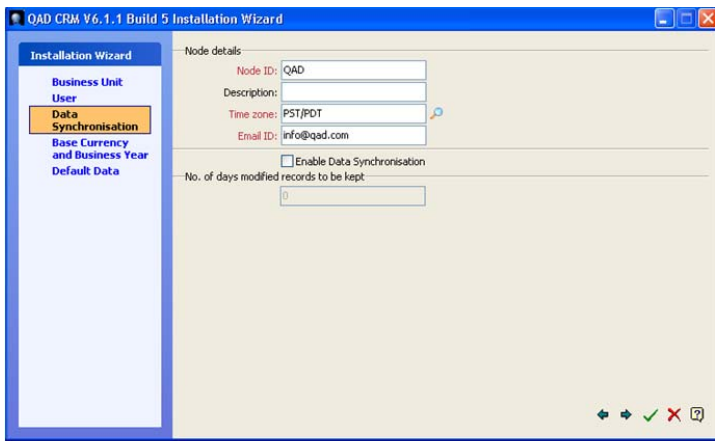 QAD CRM V6.1.1 Build 5 Installation Wizard
Installation Wizard
Business Unit
User
Data
Synchronisation
Base Currency
and Business Year
Default Data
Node details
Node ID: QAD
Description:
Time zone: PST/PDT
Email ID: info@qad.com
Enable Data Synchronisation
No. of days modified records to be kept
0